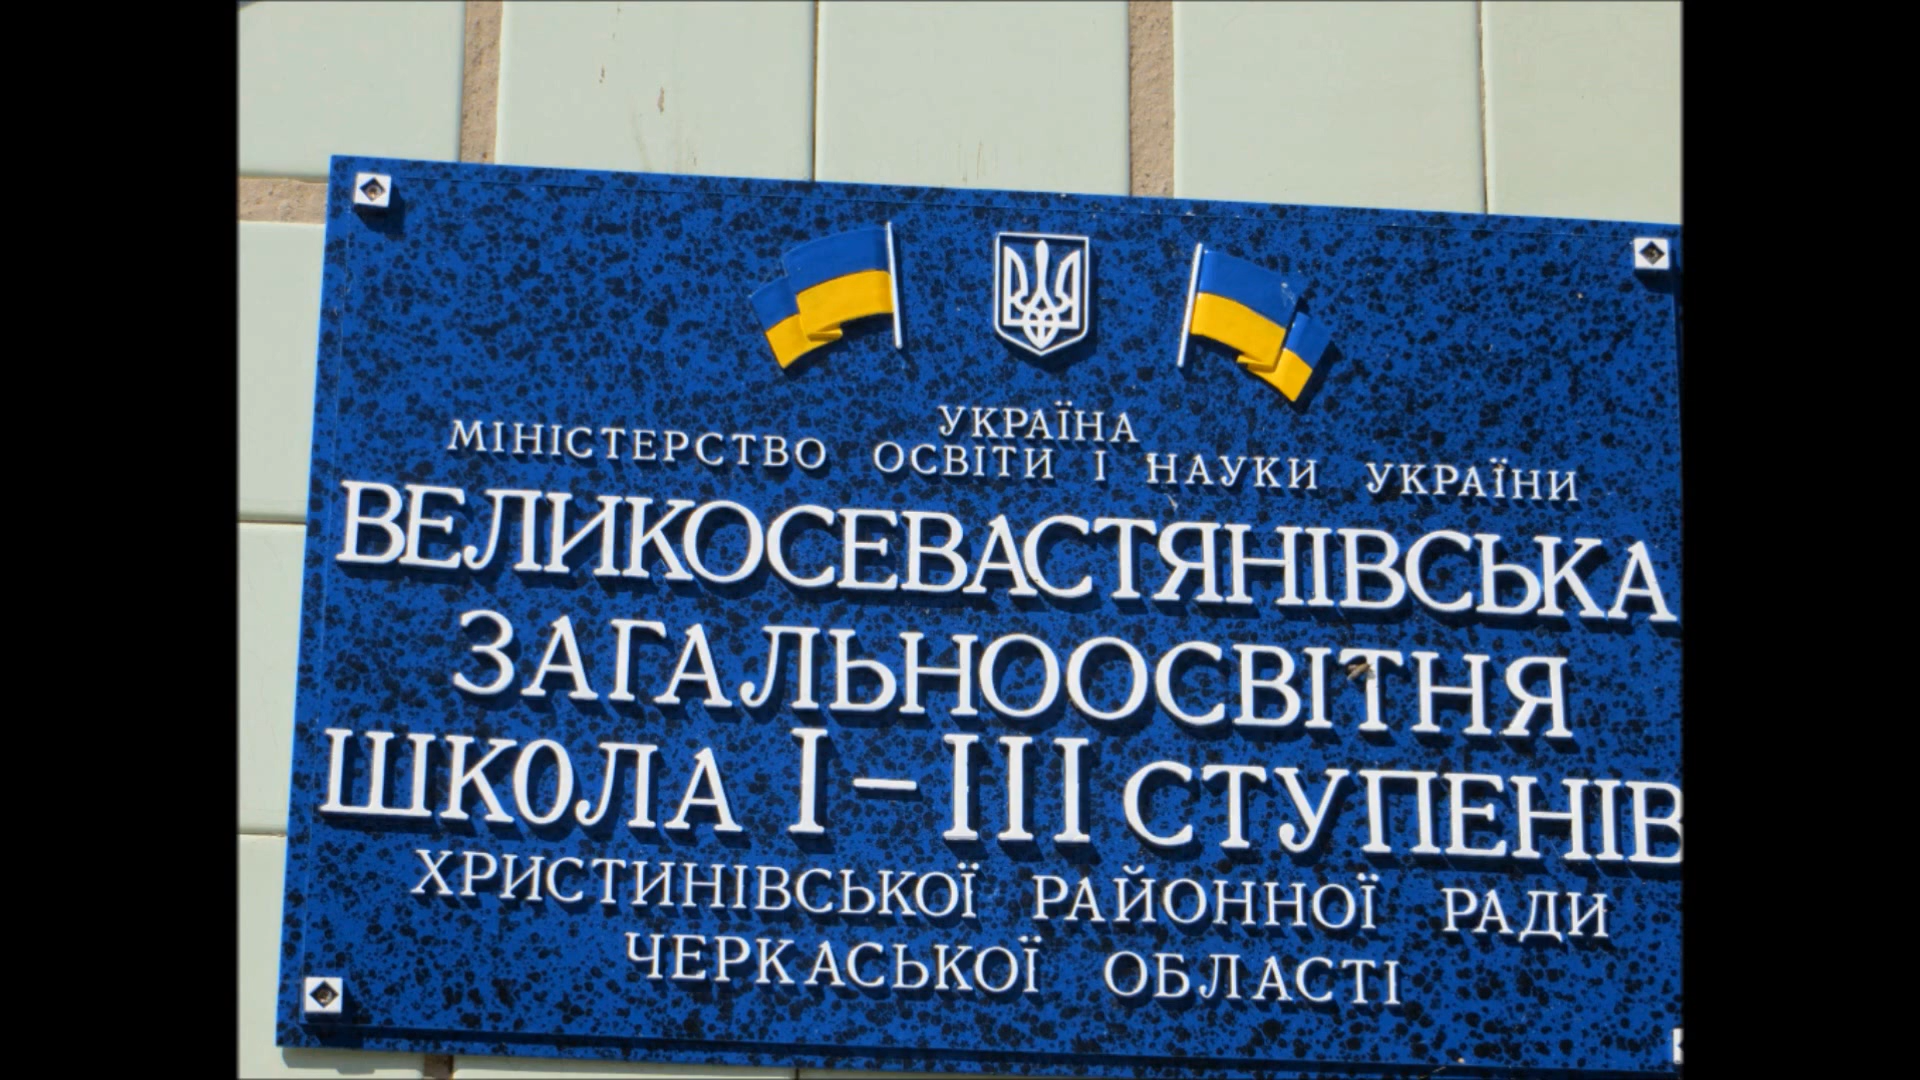 УКРАЇНА
МІНІСТЕРСТВО ОСВІТИ І НАУКИ УКРАЇНИ
ВЕЛИКОСЕВАСТЯНІВСЬКА
ЗАГАЛЬНООСВІТНЯ
ШКОЛА І–ІІІ СТУПЕНІВ
ХРИСТИНІВСЬКОЇ РАЙОННОЇ РАДИ
ЧЕРКАСЬКОЇ ОБЛАСТІ